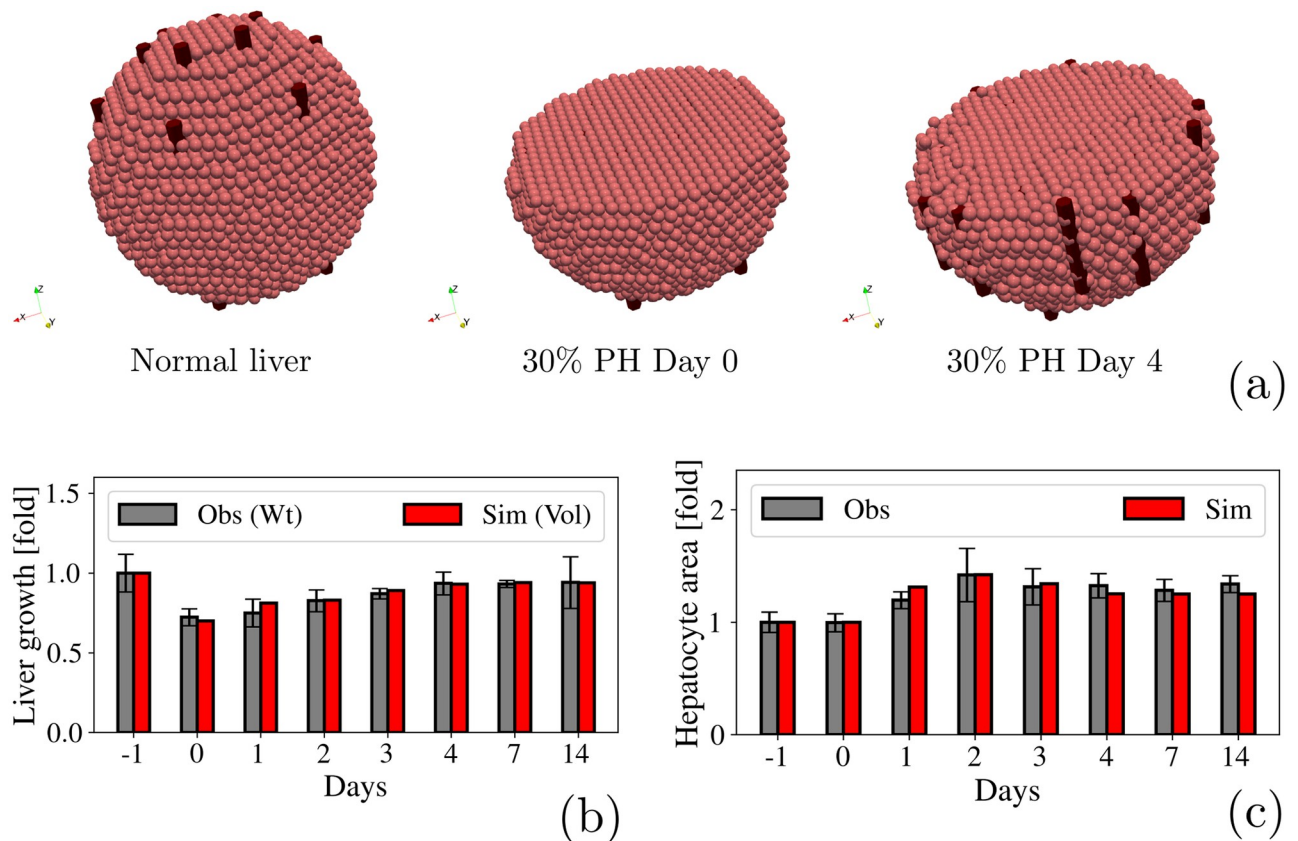 Z
X
Y
Z
X
Y
Z
X
Y
Normal liver
30% PH Day 0
30% PH Day 4
(a)
Liver growth [fold]
1.5
1.0
0.5
0.0
Obs (Wt)
Sim (Vol)
-1 0 1 2 3 4 7 14
Days
(b)
Hepatocyte area [fold]
2
1
0
Obs
Sim
-1 0 1 2 3 4 7 14
Days
(c)